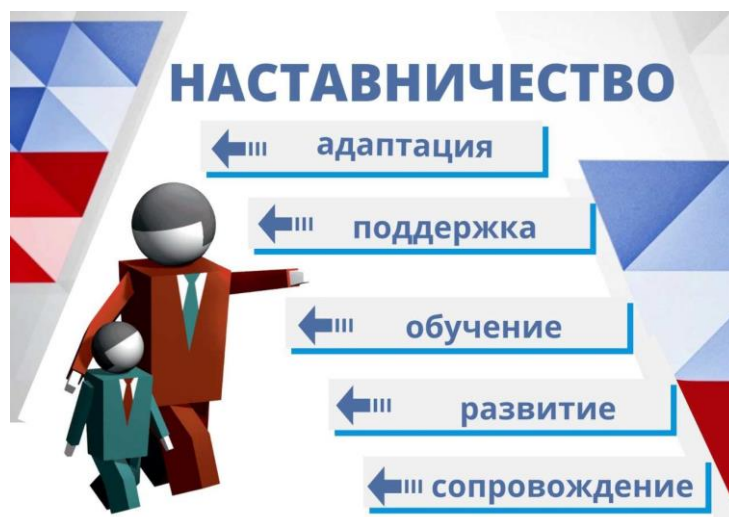 НАСТАВНИЧЕСТВО
адаптация
поддержка
обучение
развитие
сопровождение